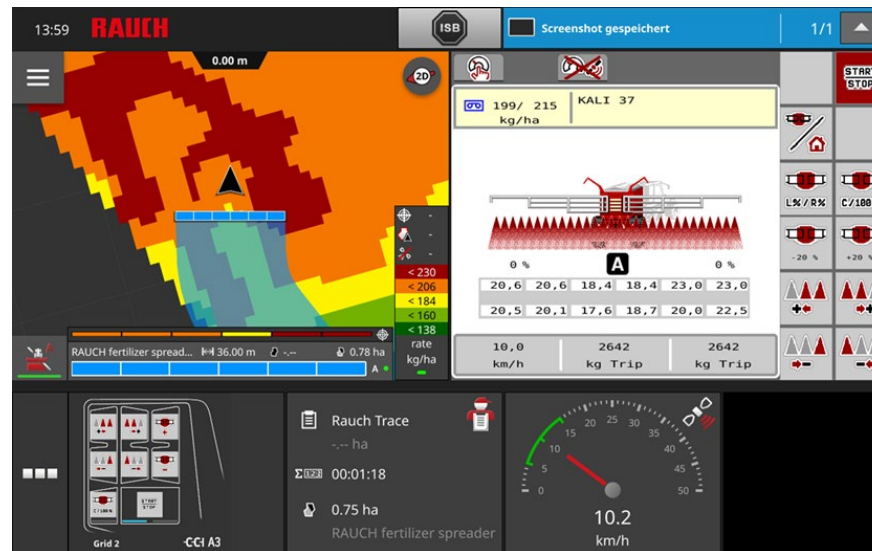 13:59
RAUCH
ISB
Screenshot gespeichert
1/1
0.00 m
2D
START
STOP
199/ 215
kg/ha
KALI 37
L%/R%
C/100%
-20 %
+20 %
0 %
A
0 %
20,6 20,6 18,4 18,4 23,0 23,0
20,5 20,1 17,6 18,7 20,0 22,5
10,0
km/h
2642
kg Trip
2642
kg Trip
-
-
-
< 230
< 206
< 184
< 160
< 138
rate
kg/ha
RAUCH fertilizer spread... 36.00 m -.-- 0.78 ha
A
C/100%
START
STOP
Grid 2
CCI A3
Rauch Trace
-.-- ha
Σ 123 00:01:18
0.75 ha
RAUCH fertilizer spreader
0
5
10
15
20
25
30
35
40
45
50
10.2
km/h